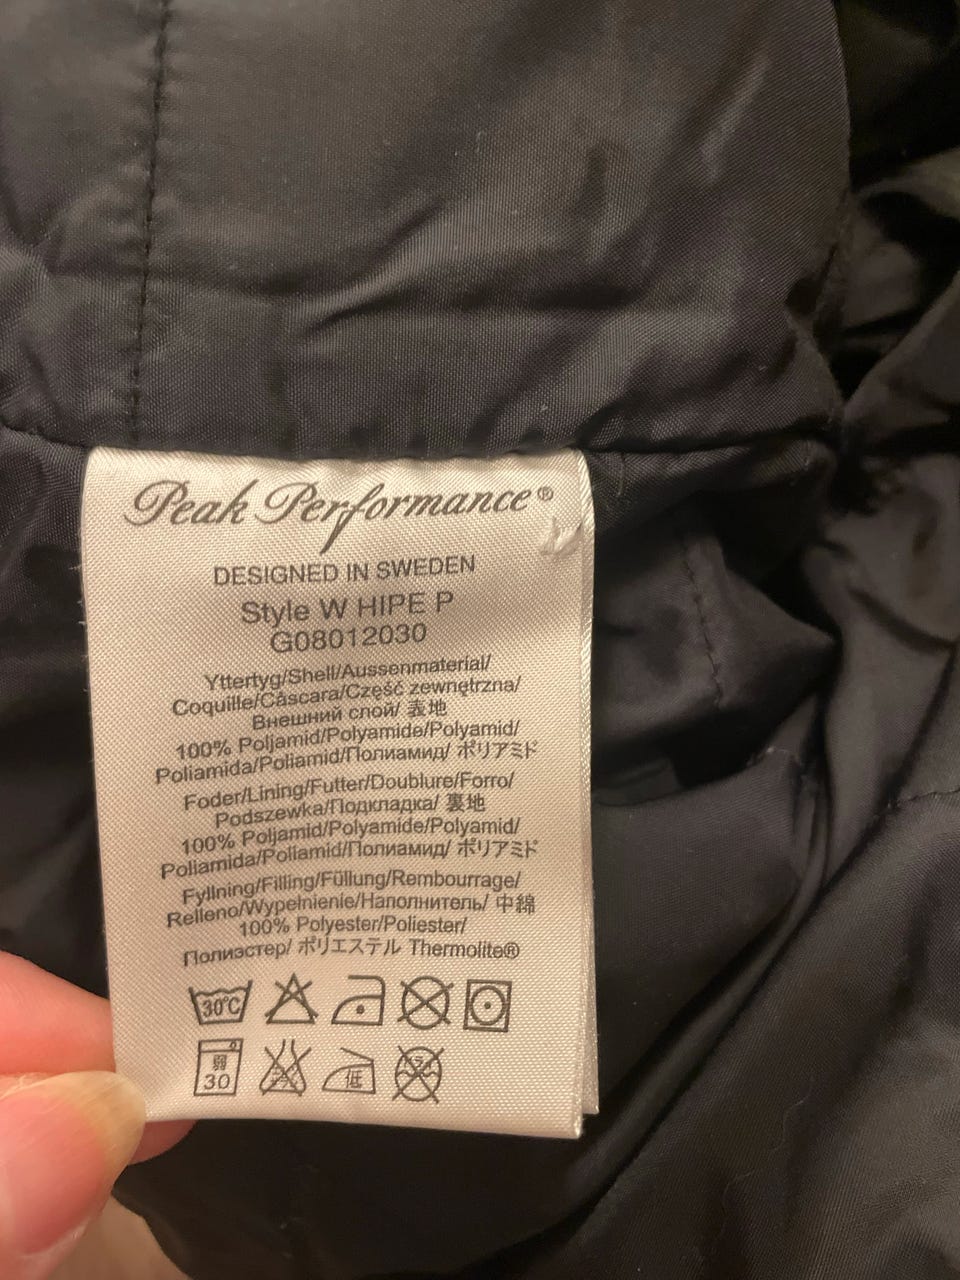 Peak Performance®
DESIGNED IN SWEDEN
Style W HIPE P
G08012030
Yttertyg/Shell/Aussenmaterial/
Coquille/Cáscara/Część zewnętrzna/
Внешний слой/ 表地
100% Poljamid/Polyamide/Polyamid/
Poliamida/Poliamid/Полиамид/ ポリアミド
Foder/Lining/Futter/Doublure/Forro/
Podszewka/Подкладка/ 裏地
100% Poljamid/Polyamide/Polyamid/
Poliamida/Poliamid/Полиамид/ ポリアミド
Fyllning/Filling/Füllung/Rembourrage/
Relleno/Wypełnienie/Наполнитель/ 中綿
100% Polyester/Poliester/
Полиэстер/ ポリエステル Thermolite®
30°C
弱 30 低